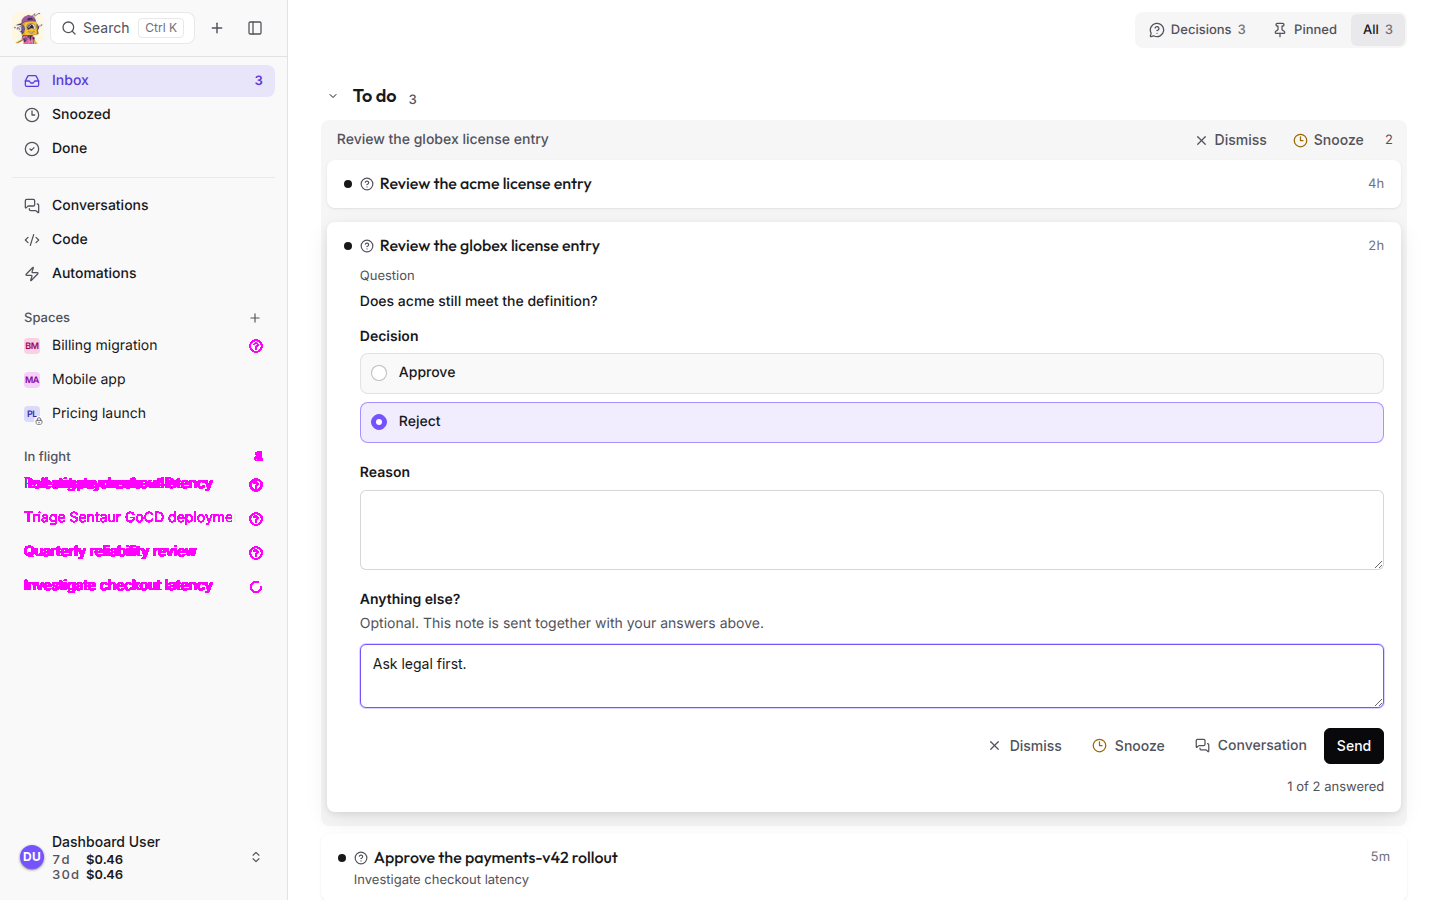 Search Ctrl K
Inbox 3
Snoozed
Done
Conversations
Code
Automations
Spaces
BM Billing migration
MA Mobile app
PL Pricing launch
In flight
Triage Sentaur GoCD deployme
Quarterly reliability review
Investigate checkout latency
DU Dashboard User
7d $0.46
30d $0.46
Decisions 3 Pinned All 3
To do 3
Review the globex license entry Dismiss Snooze 2
Review the acme license entry 4h
Review the globex license entry 2h
Question
Does acme still meet the definition?
Decision
Approve
Reject
Reason
Anything else?
Optional. This note is sent together with your answers above.
Ask legal first.
Dismiss Snooze Conversation Send
1 of 2 answered
Approve the payments-v42 rollout 5m
Investigate checkout latency